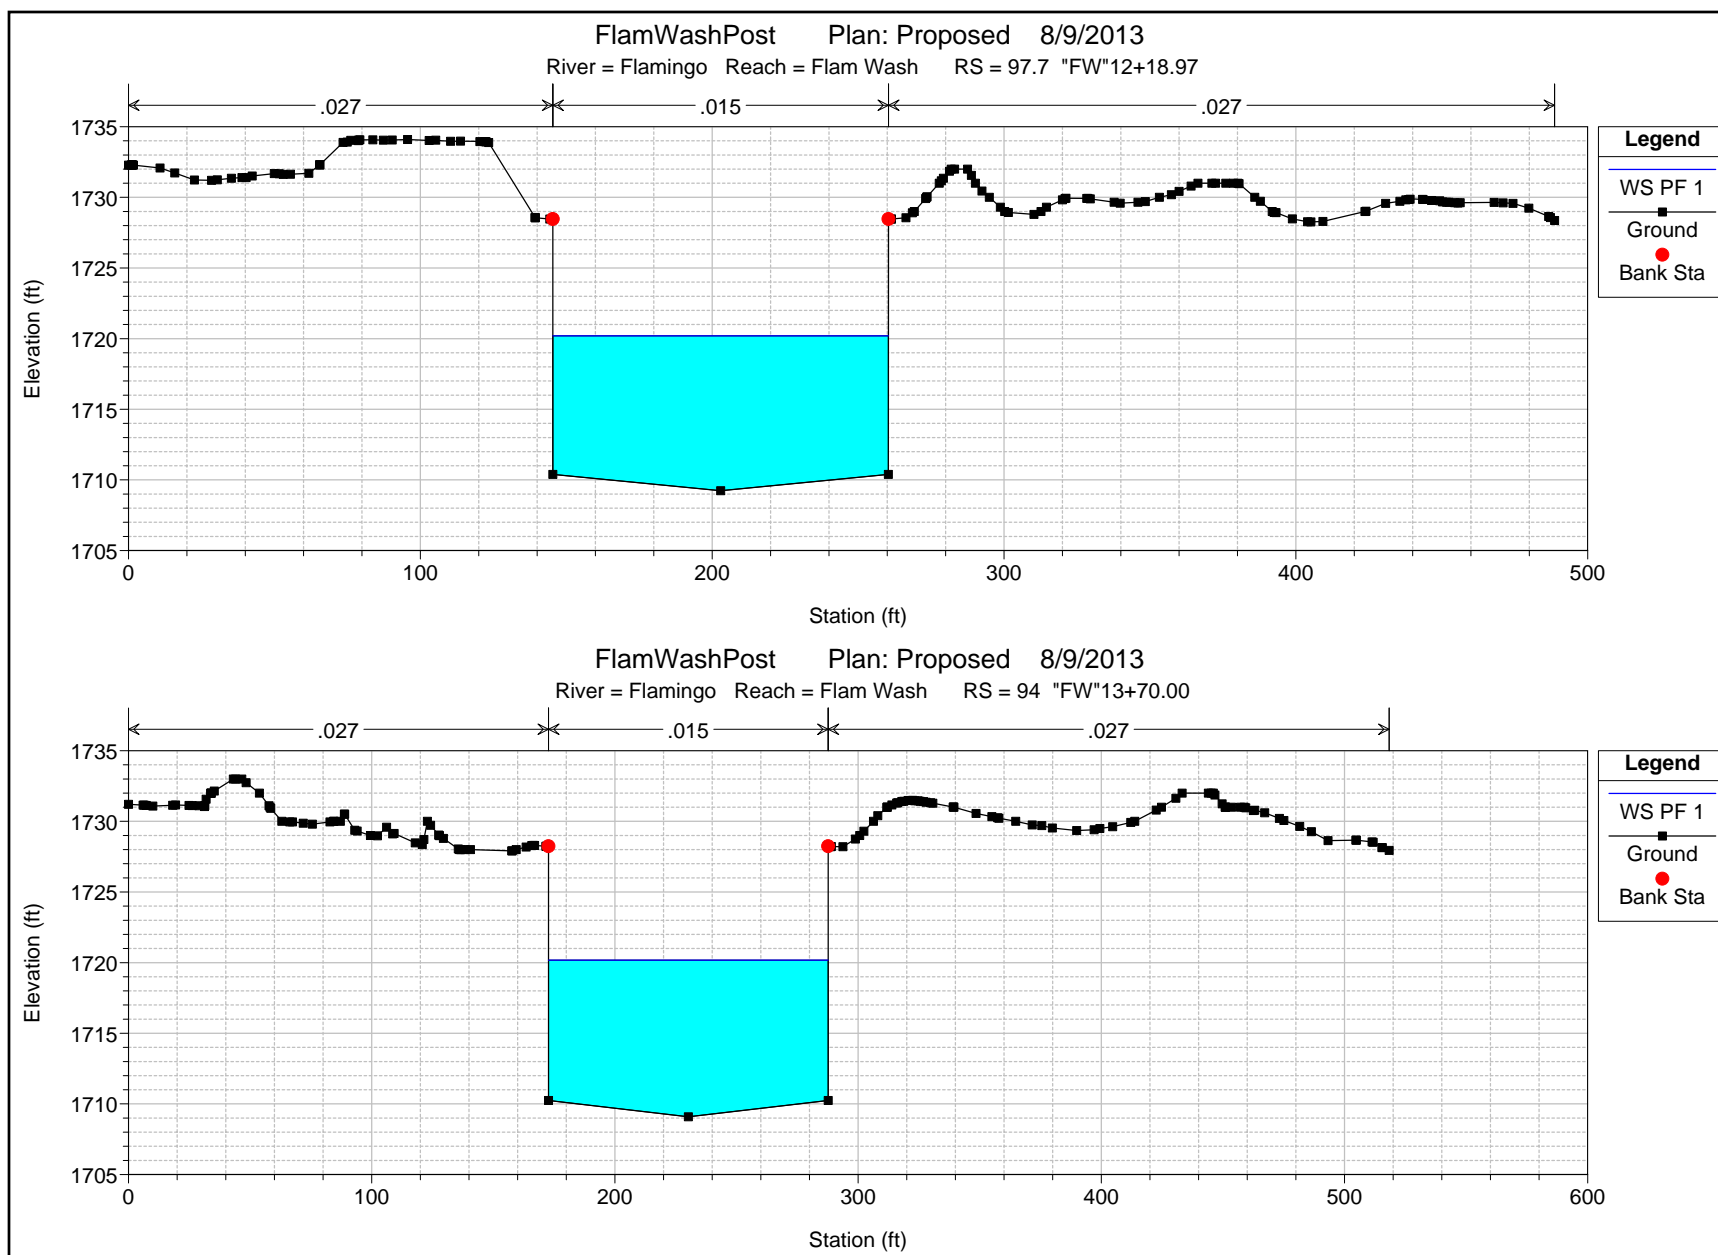 FlamWashPost Plan: Proposed 8/9/2013
River = Flamingo Reach = Flam Wash RS = 97.7 "FW"12+18.97
.027 .015 .027
1735
1730
1725
1720
1715
1710
1705
Elevation (ft)
0 100 200 300 400 500
Station (ft)
Legend
WS PF 1
Ground
Bank Sta
FlamWashPost Plan: Proposed 8/9/2013
River = Flamingo Reach = Flam Wash RS = 94 "FW"13+70.00
.027 .015 .027
1735
1730
1725
1720
1715
1710
1705
Elevation (ft)
0 100 200 300 400 500 600
Station (ft)
Legend
WS PF 1
Ground
Bank Sta